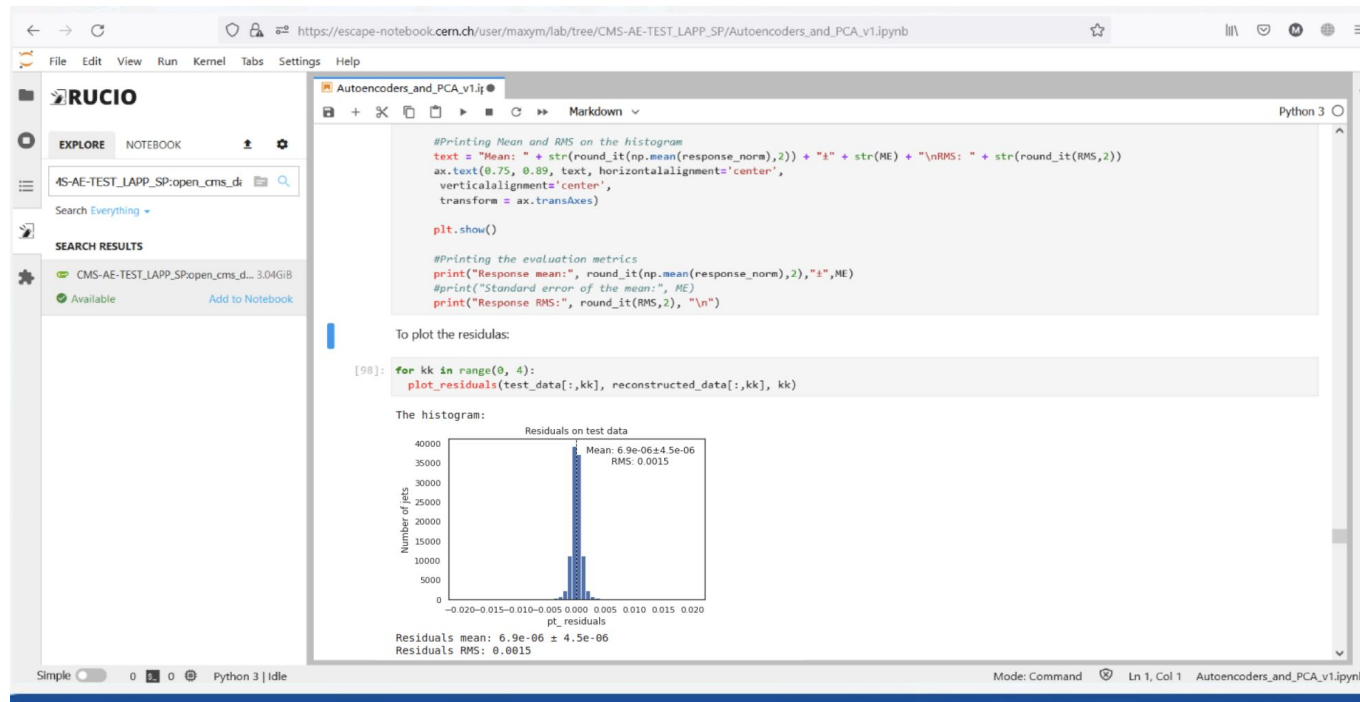 https://escape-notebook.cern.ch/user/maxym/lab/tree/CMS-AE-TEST_LAPP_SP/Autoencoders_and_PCA_v1.ipynb
M
File Edit View Run Kernel Tabs Settings Help
RUCIO
EXPLORE NOTEBOOK
4S-AE-TEST_LAPP_SP:open_cms_da
Search Everything
SEARCH RESULTS
CMS-AE-TEST_LAPP_SP:open_cms_d... 3.04GiB
Available Add to Notebook
Autoencoders_and_PCA_v1.ip
Markdown Python 3
#Printing Mean and RMS on the histogram
text = "Mean: " + str(round_it(np.mean(response_norm),2)) + "±" + str(ME) + "\nRMS: " + str(round_it(RMS,2))
ax.text(0.75, 0.89, text, horizontalalignment='center',
verticalalignment='center',
transform = ax.transAxes)
plt.show()
#Printing the evaluation metrics
print("Response mean:", round_it(np.mean(response_norm),2),"±",ME)
#print("Standard error of the mean:", ME)
print("Response RMS:", round_it(RMS,2), "\n")
To plot the residulas:
[98]: for kk in range(0, 4):
plot_residuals(test_data[:,kk], reconstructed_data[:,kk], kk)
The histogram:
Residuals on test data
Mean: 6.9e-06±4.5e-06
RMS: 0.0015
Number of jets
40000
35000
30000
25000
20000
15000
10000
5000
0
−0.020 −0.015 −0.010 −0.005 0.000 0.005 0.010 0.015 0.020
pt_ residuals
Residuals mean: 6.9e-06 ± 4.5e-06
Residuals RMS: 0.0015
Simple 0 0 Python 3 | Idle Mode: Command Ln 1, Col 1 Autoencoders_and_PCA_v1.ipynb